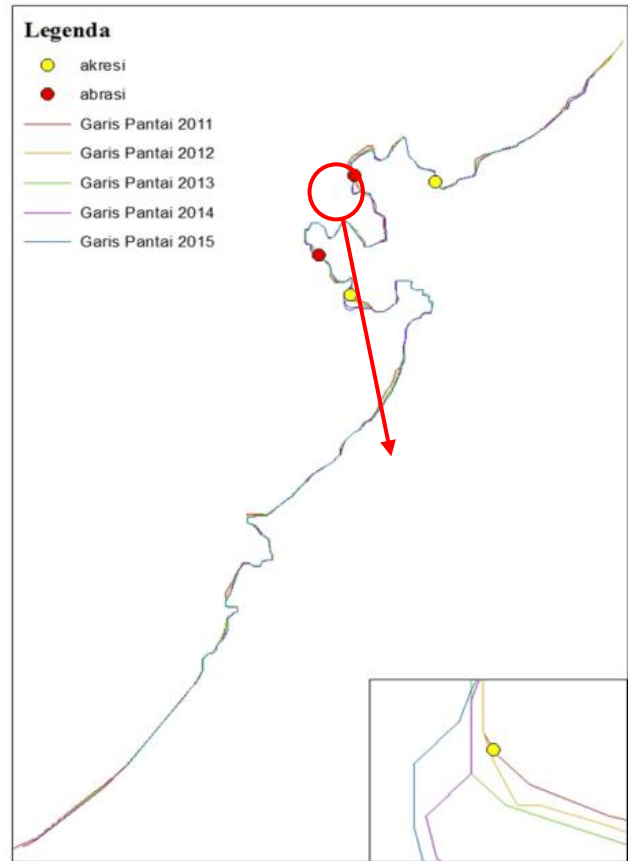 Legenda
akresi
abrasi
Garis Pantai 2011
Garis Pantai 2012
Garis Pantai 2013
Garis Pantai 2014
Garis Pantai 2015